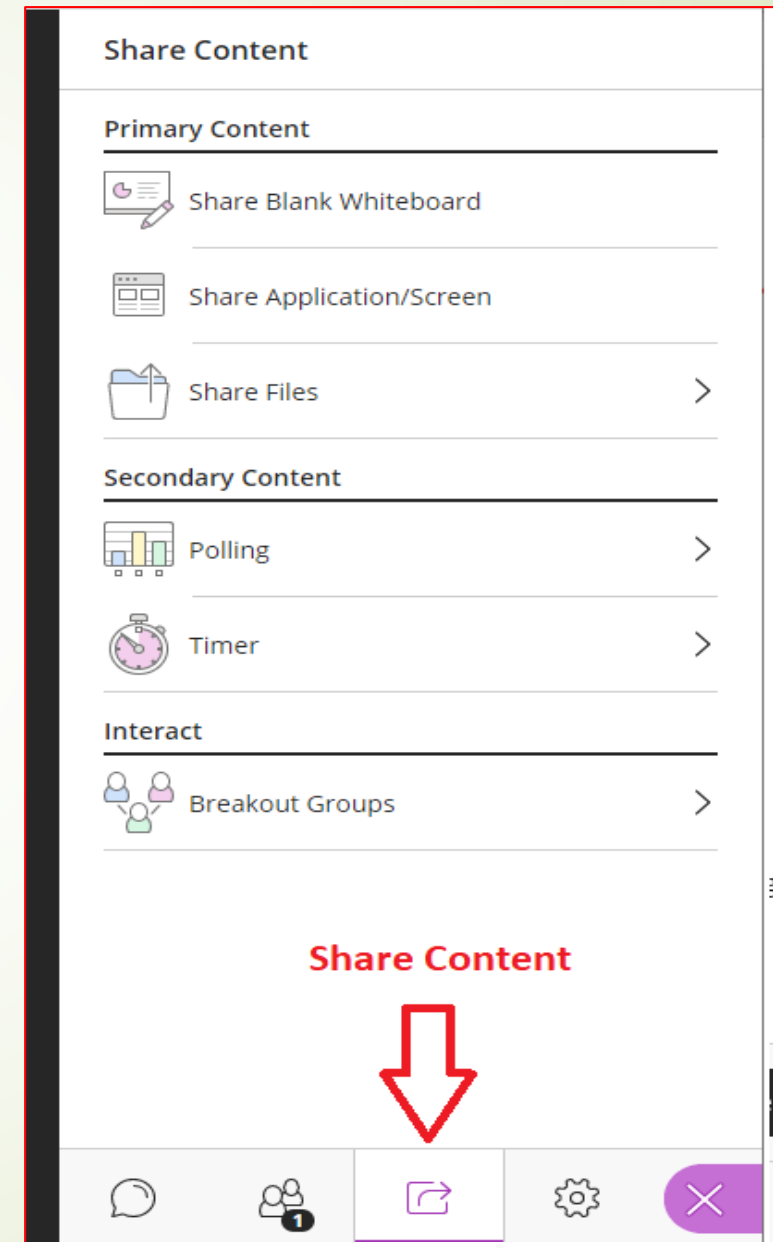 Share Content
Primary Content
Share Blank Whiteboard
Share Application/Screen
Share Files
Secondary Content
Polling
Timer
Interact
Breakout Groups
Share Content
1